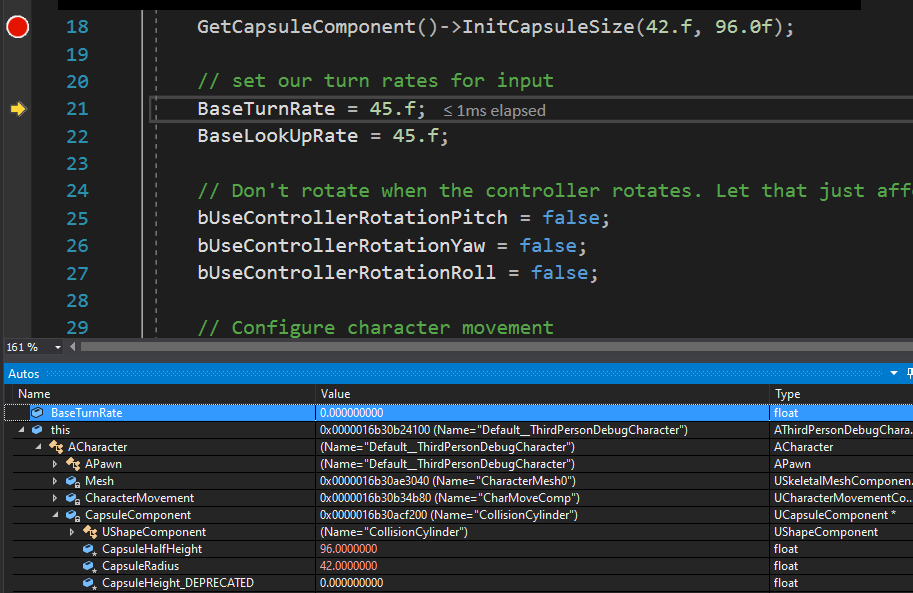 18 GetCapsuleComponent()->InitCapsuleSize(42.f, 96.0f);
19
20 // set our turn rates for input
21 BaseTurnRate = 45.f; ≤ 1ms elapsed
22 BaseLookUpRate = 45.f;
23
24 // Don't rotate when the controller rotates. Let that just aff
25 bUseControllerRotationPitch = false;
26 bUseControllerRotationYaw = false;
27 bUseControllerRotationRoll = false;
28
29 // Configure character movement
161 %
Autos
Name Value Type
BaseTurnRate 0.000000000 float
this 0x0000016b30b24100 (Name="Default__ThirdPersonDebugCharacter") AThirdPersonDebugChara...
ACharacter (Name="Default__ThirdPersonDebugCharacter") ACharacter
APawn (Name="Default__ThirdPersonDebugCharacter") APawn
Mesh 0x0000016b30ae3040 (Name="CharacterMesh0") USkeletalMeshComponen...
CharacterMovement 0x0000016b30b34b80 (Name="CharMoveComp") UCharacterMovementCo...
CapsuleComponent 0x0000016b30acf200 (Name="CollisionCylinder") UCapsuleComponent *
UShapeComponent (Name="CollisionCylinder") UShapeComponent
CapsuleHalfHeight 96.0000000 float
CapsuleRadius 42.0000000 float
CapsuleHeight_DEPRECATED 0.000000000 float